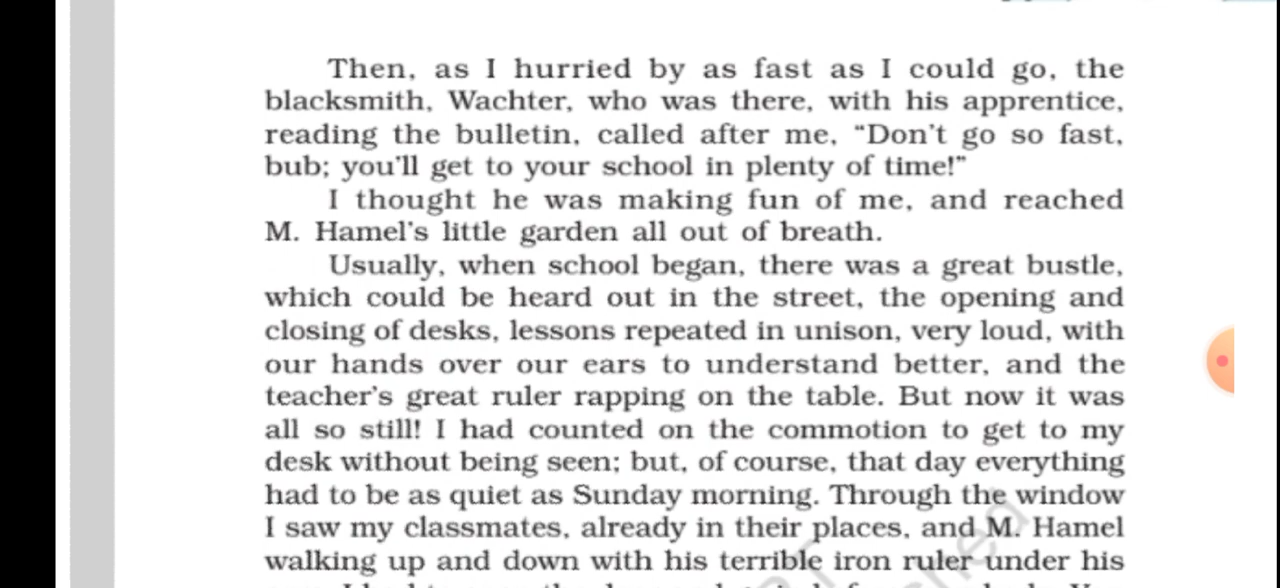 Then, as I hurried by as fast as I could go, the
blacksmith, Wachter, who was there, with his apprentice,
reading the bulletin, called after me, “Don’t go so fast,
bub; you’ll get to your school in plenty of time!”
I thought he was making fun of me, and reached
M. Hamel’s little garden all out of breath.
Usually, when school began, there was a great bustle,
which could be heard out in the street, the opening and
closing of desks, lessons repeated in unison, very loud, with
our hands over our ears to understand better, and the
teacher’s great ruler rapping on the table. But now it was
all so still! I had counted on the commotion to get to my
desk without being seen; but, of course, that day everything
had to be as quiet as Sunday morning. Through the window
I saw my classmates, already in their places, and M. Hamel
walking up and down with his terrible iron ruler under his